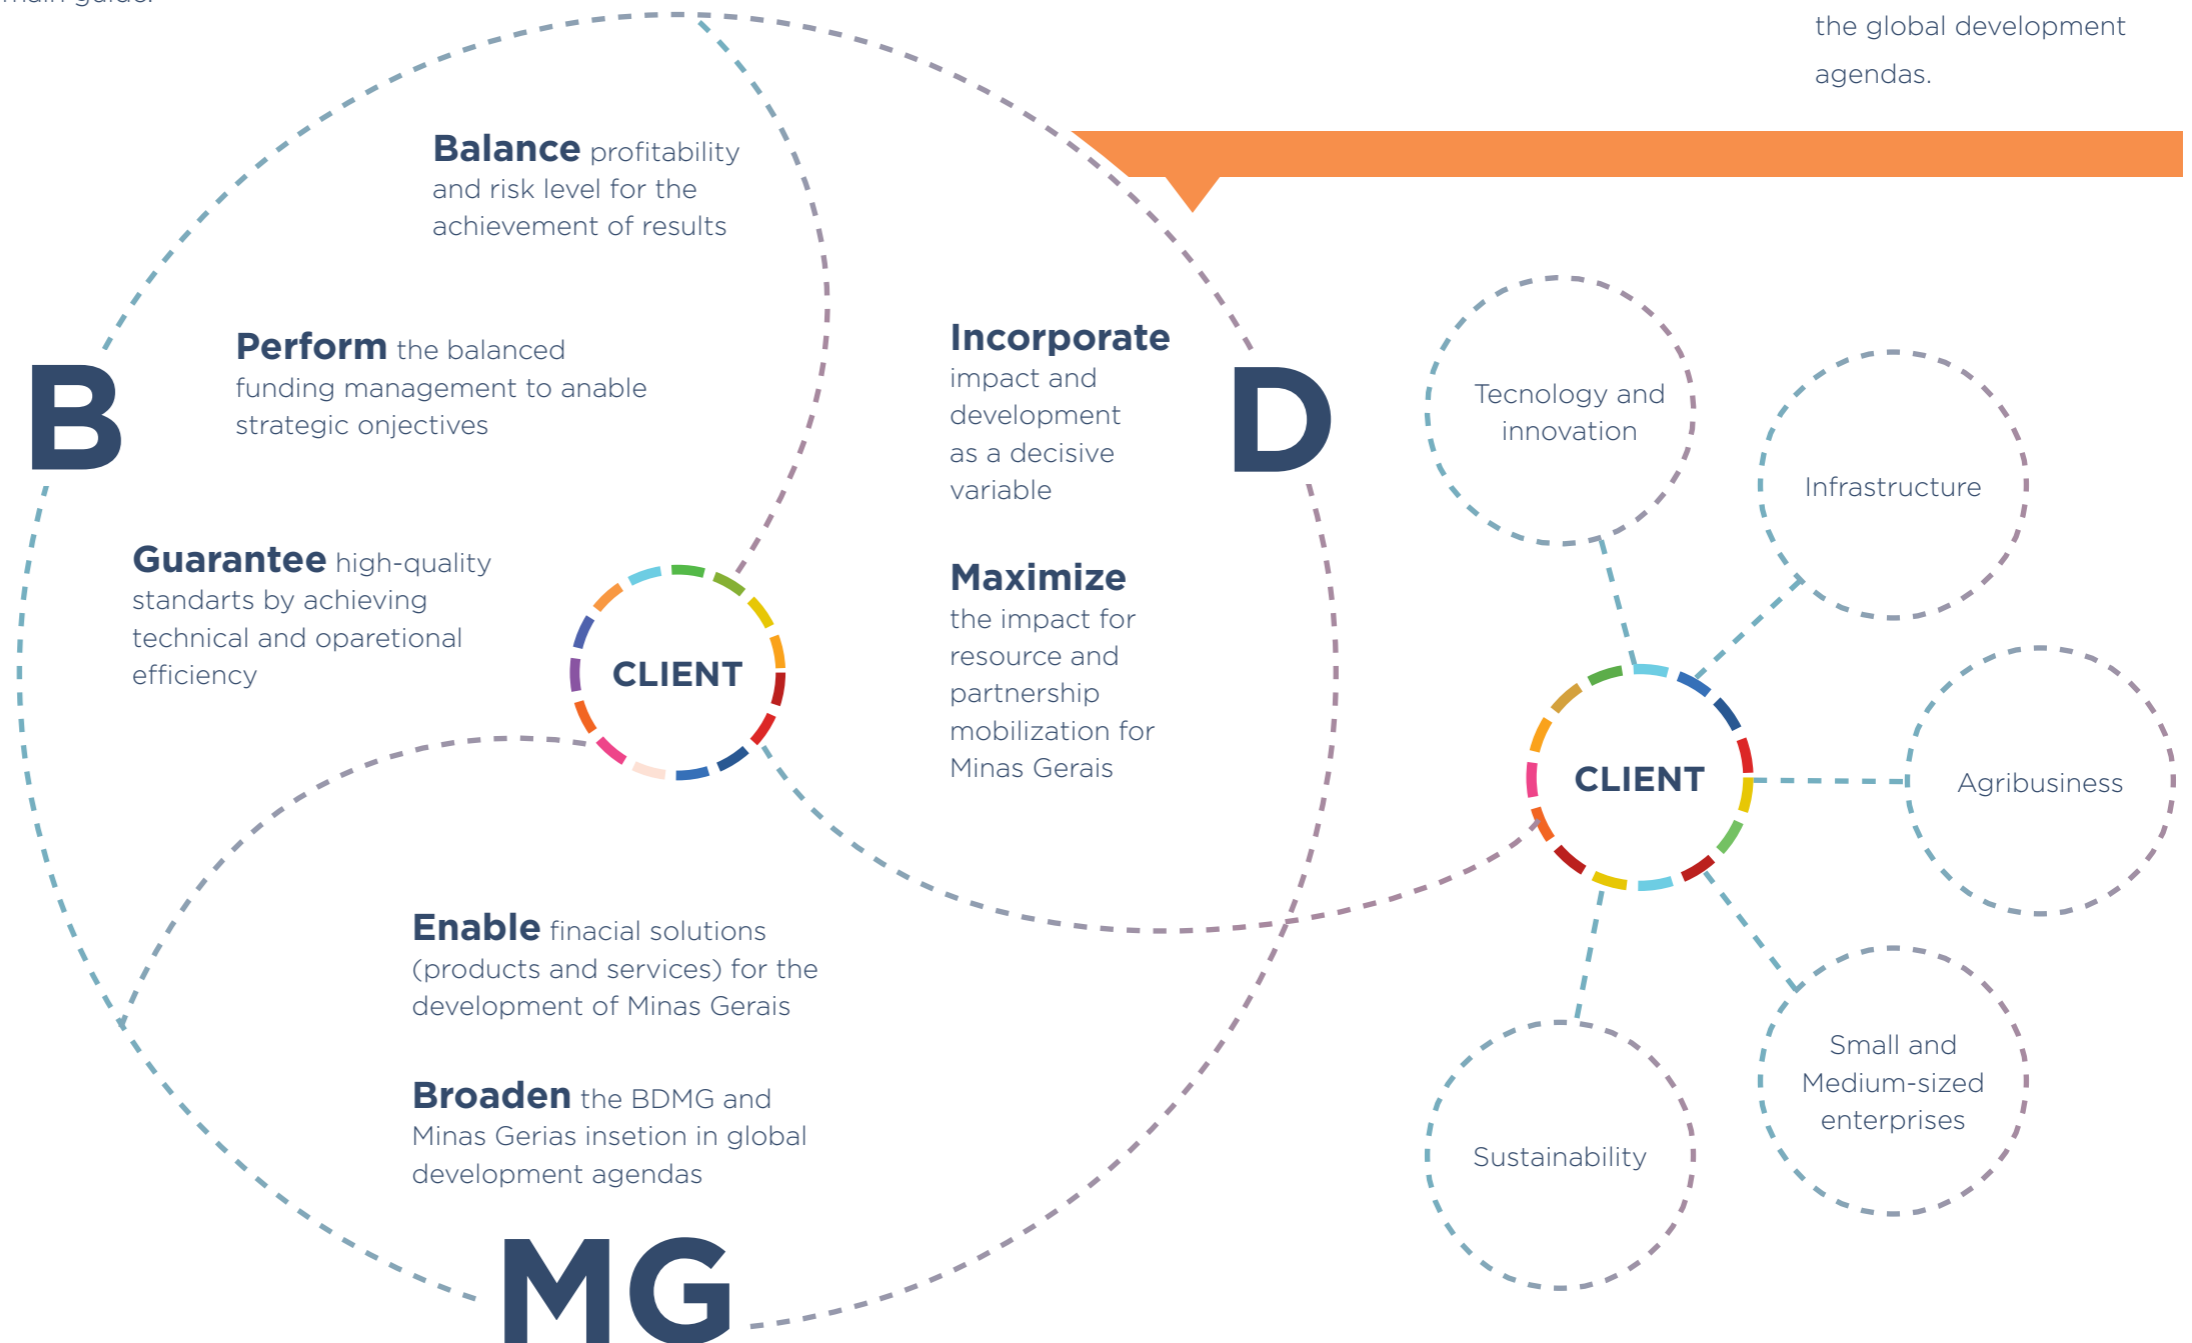 main guide.
the global development
agendas.
Balance profitability
and risk level for the
achievement of results
Perform the balanced
funding management to anable
strategic onjectives
B
Guarantee high-quality
standarts by achieving
technical and oparetional
efficiency
CLIENT
Incorporate
impact and
development
as a decisive
variable
D
Maximize
the impact for
resource and
partnership
mobilization for
Minas Gerais
Enable finacial solutions
(products and services) for the
development of Minas Gerais
Broaden the BDMG and
Minas Gerias insetion in global
development agendas
MG
Tecnology and
innovation
Infrastructure
CLIENT
Agribusiness
Small and
Medium-sized
enterprises
Sustainability